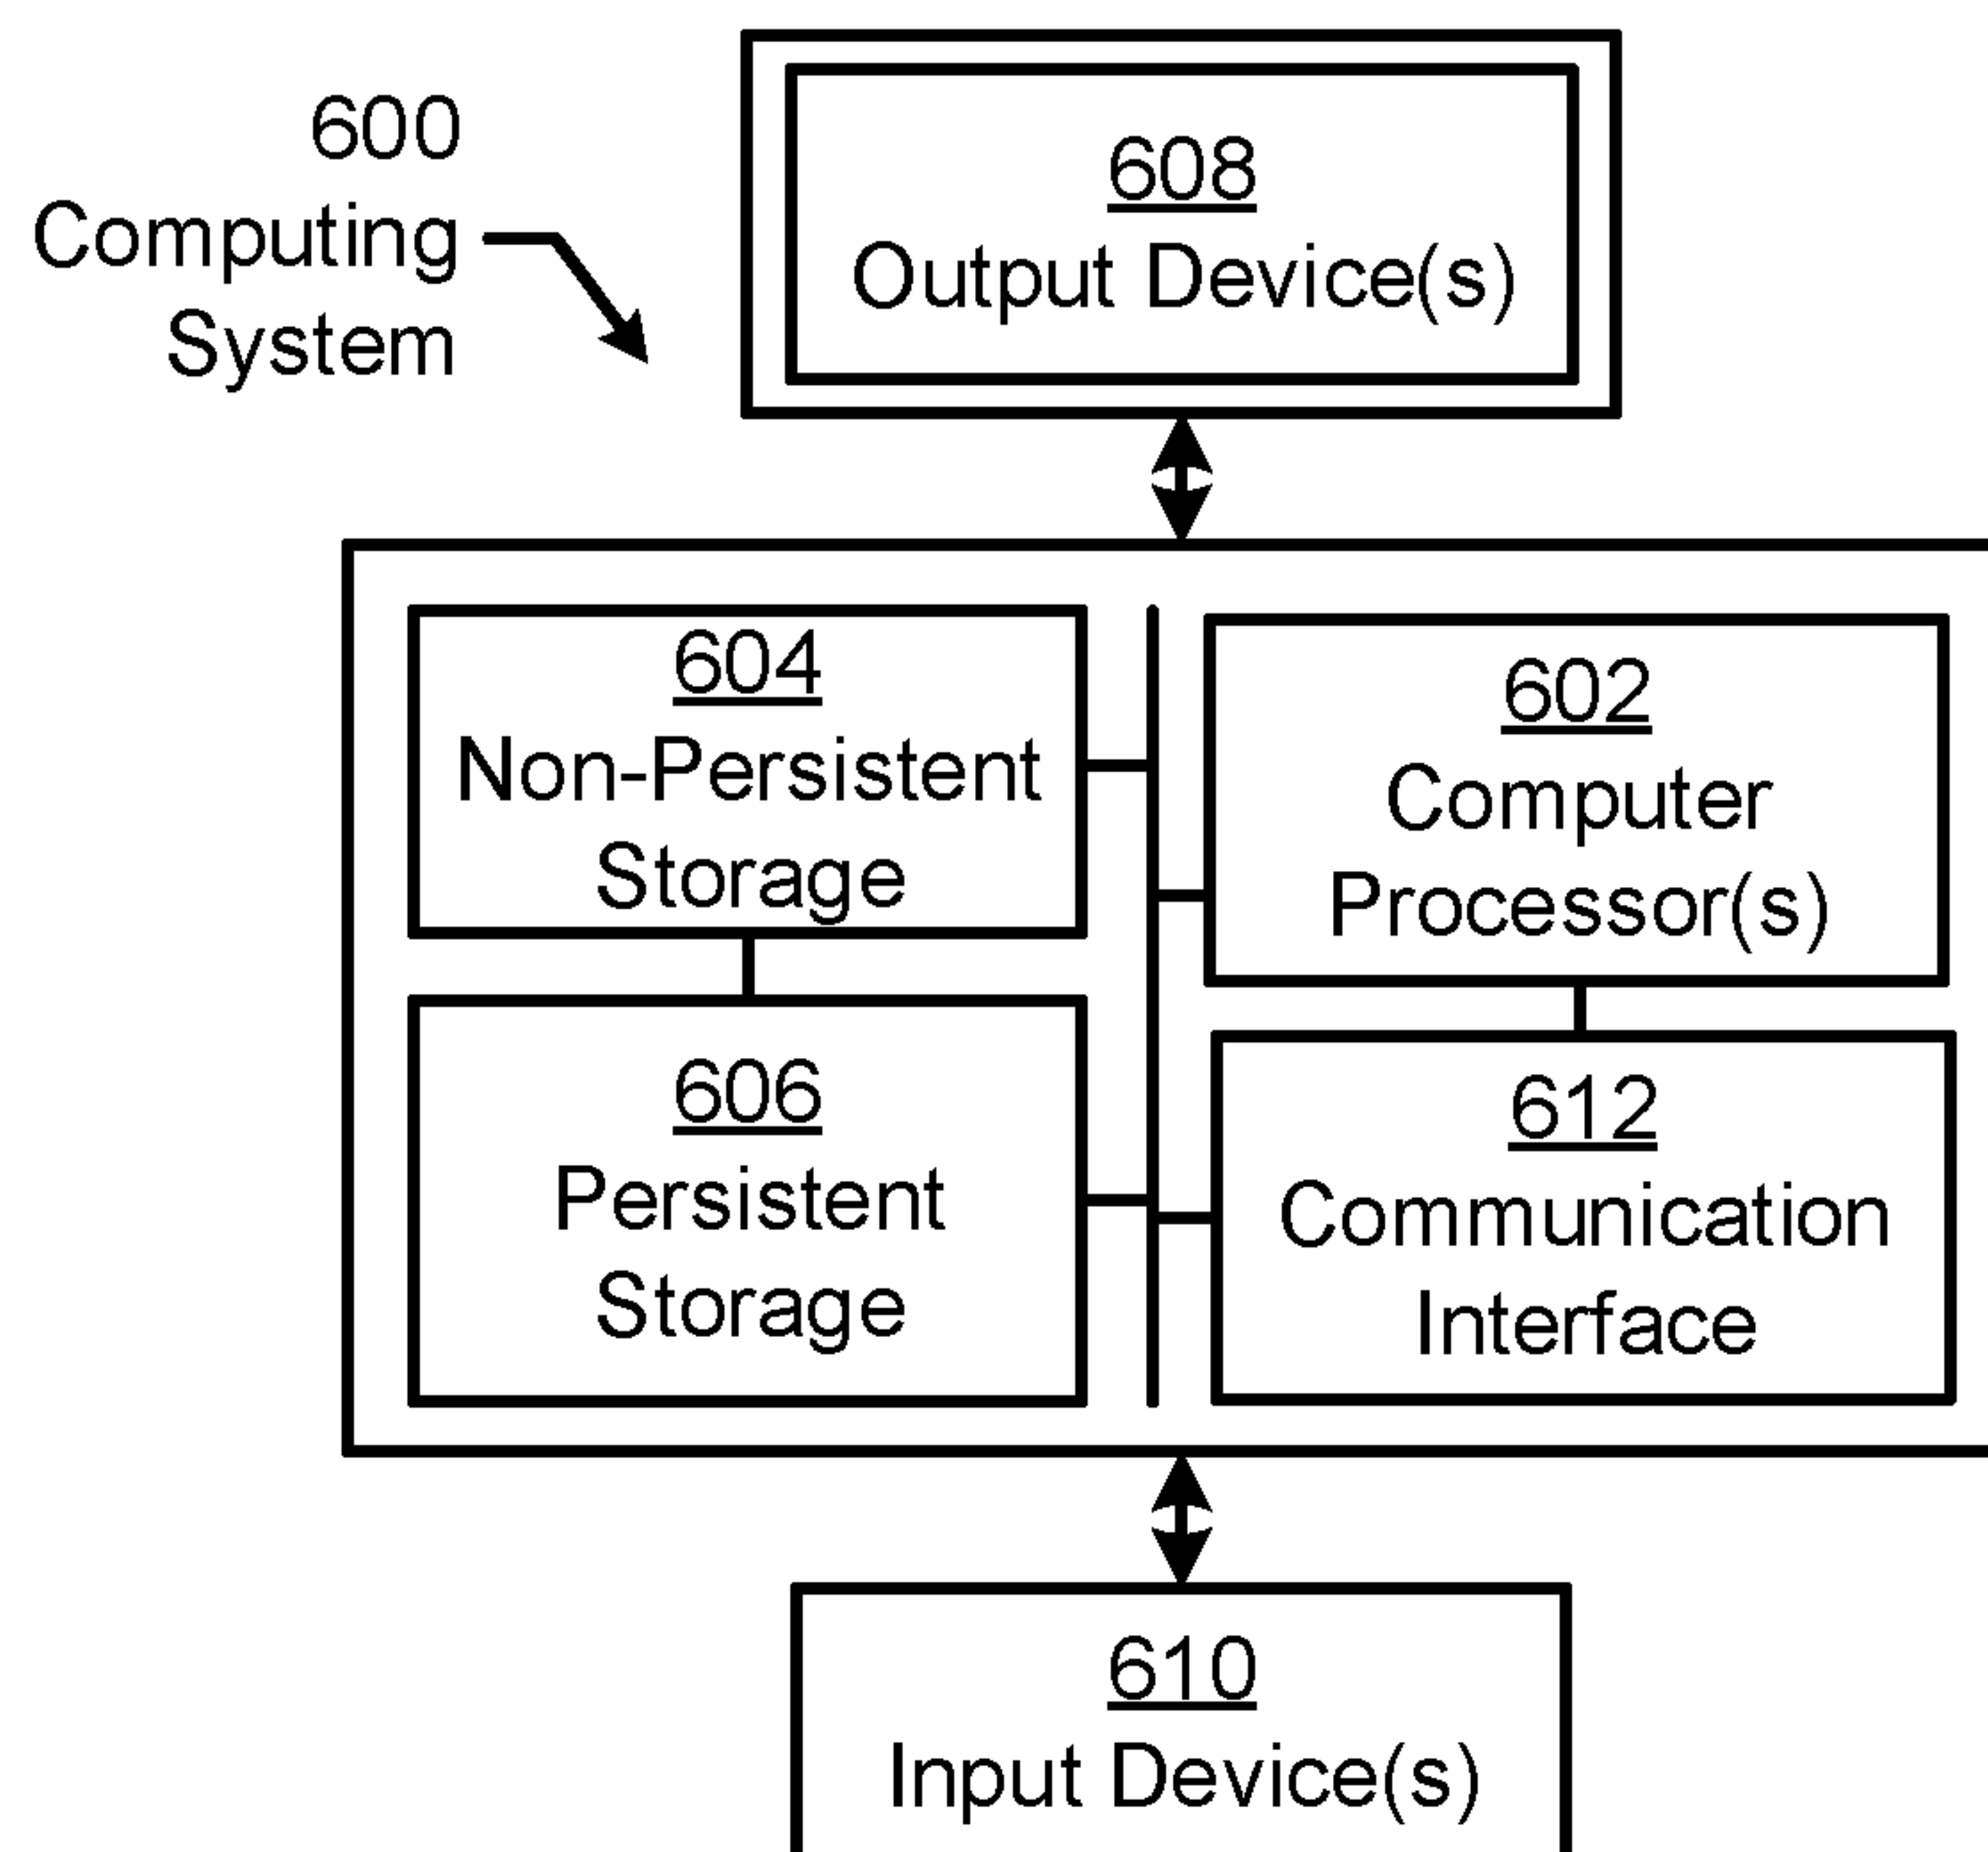 600
Computing
System
608
Output Device(s)
604
Non-Persistent
Storage
602
Computer
Processor(s)
606
Persistent
Storage
612
Communication
Interface
610
Input Device(s)